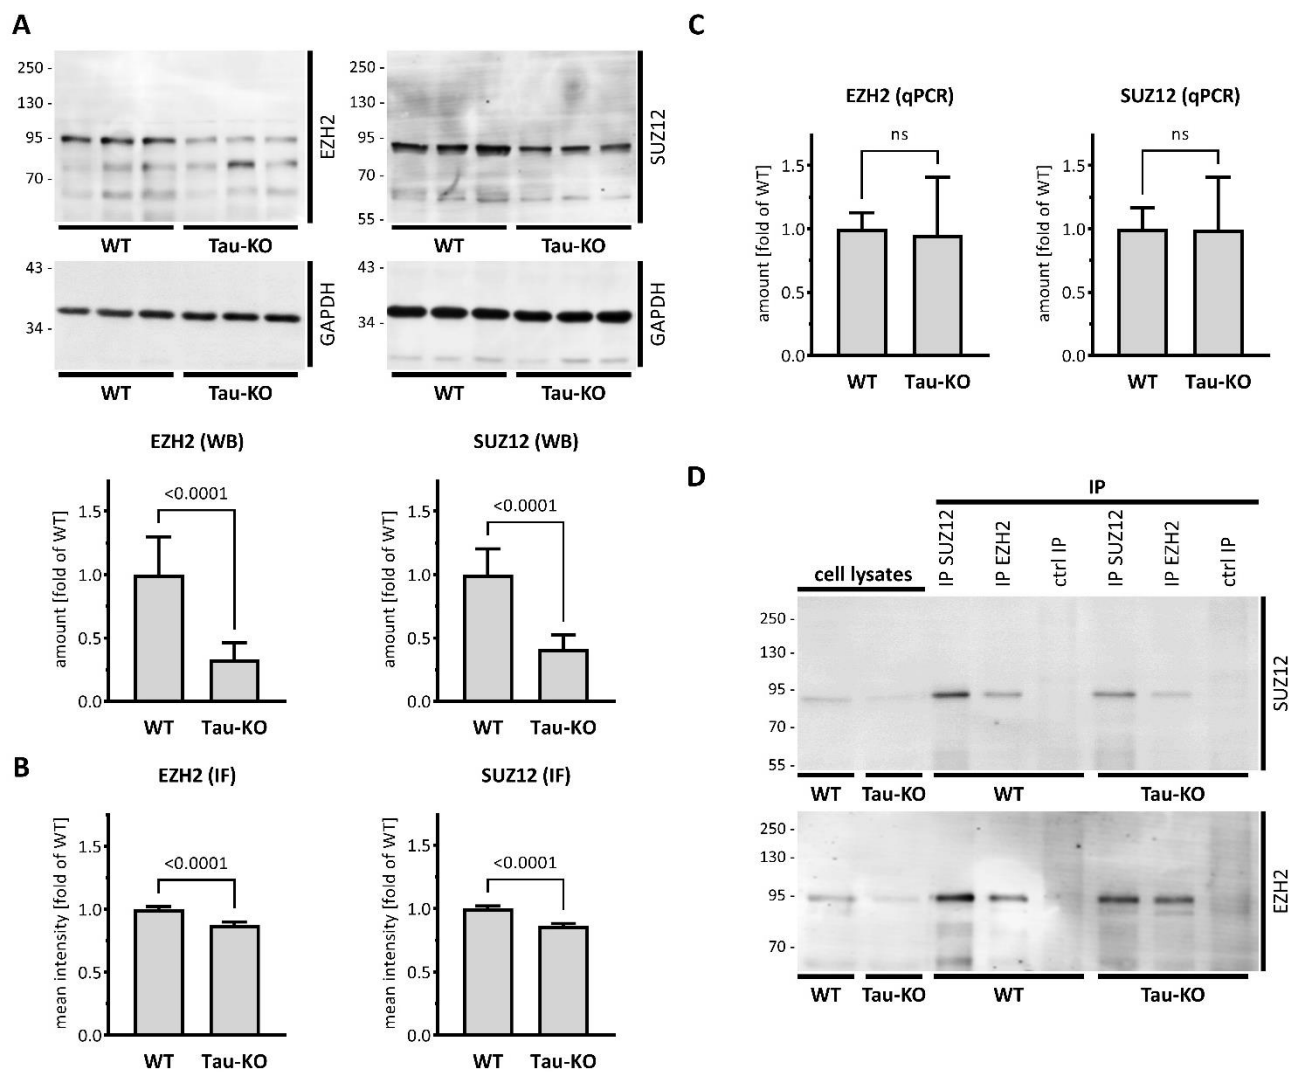 A
250 -
130 -
95 -
70 -
EZH2
WT
Tau-KO
43 -
34 -
GAPDH
WT
Tau-KO
250 -
130 -
95 -
70 -
55 -
SUZ12
WT
Tau-KO
43 -
34 -
GAPDH
WT
Tau-KO
EZH2 (WB)
amount [fold of WT]
1.5
1.0
0.5
0.0
<0.0001
WT
Tau-KO
SUZ12 (WB)
amount [fold of WT]
1.5
1.0
0.5
0.0
<0.0001
WT
Tau-KO
B
EZH2 (IF)
mean intensity [fold of WT]
1.5
1.0
0.5
0.0
<0.0001
WT
Tau-KO
SUZ12 (IF)
mean intensity [fold of WT]
1.5
1.0
0.5
0.0
<0.0001
WT
Tau-KO
C
EZH2 (qPCR)
amount [fold of WT]
1.5
1.0
0.5
0.0
ns
WT
Tau-KO
SUZ12 (qPCR)
amount [fold of WT]
1.5
1.0
0.5
0.0
ns
WT
Tau-KO
D
IP
cell lysates
IP SUZ12
IP EZH2
ctrl IP
IP SUZ12
IP EZH2
ctrl IP
250 -
130 -
95 -
70 -
55 -
SUZ12
WT
Tau-KO
WT
Tau-KO
250 -
130 -
95 -
70 -
EZH2
WT
Tau-KO
WT
Tau-KO